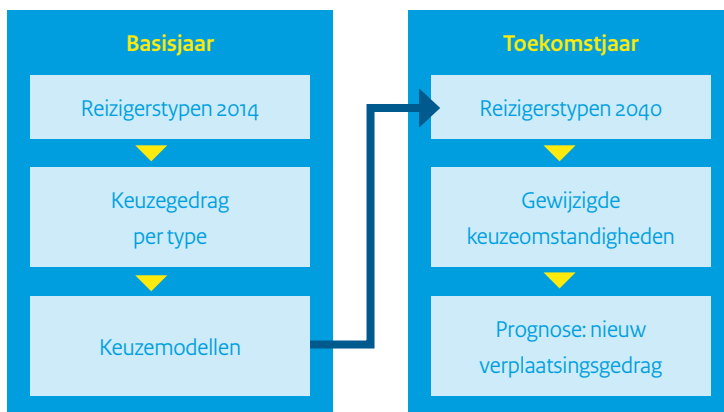 Basisjaar
Reizigerstypen 2014
Keuzegedrag
per type
Keuzemodellen
Toekomstjaar
Reizigerstypen 2040
Gewijzigde
keuzeomstandigheden
Prognose: nieuw
verplaatsingsgedrag